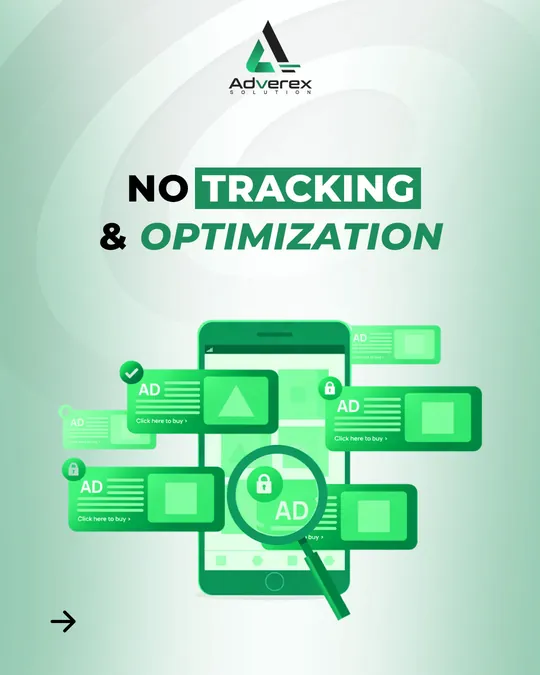 Adverex
SOLUTION
NO TRACKING
& OPTIMIZATION
AD
AD
Click here to buy ›
AD
Click here to buy ›
AD
AD
Click here to buy ›
AD
buy ›